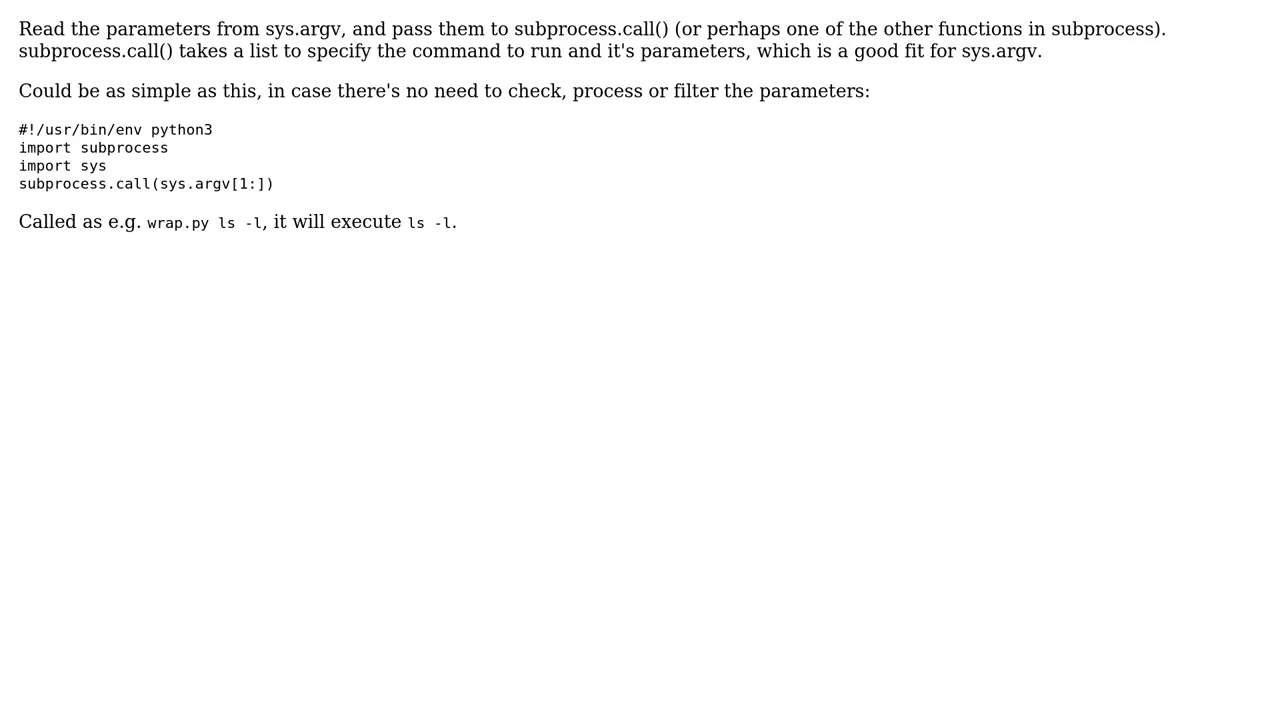 Read the parameters from sys.argv, and pass them to subprocess.call() (or perhaps one of the other functions in subprocess).
subprocess.call() takes a list to specify the command to run and it's parameters, which is a good fit for sys.argv.
Could be as simple as this, in case there's no need to check, process or filter the parameters:
#!/usr/bin/env python3
import subprocess
import sys
subprocess.call(sys.argv[1:])
Called as e.g. wrap.py ls -l, it will execute ls -l.